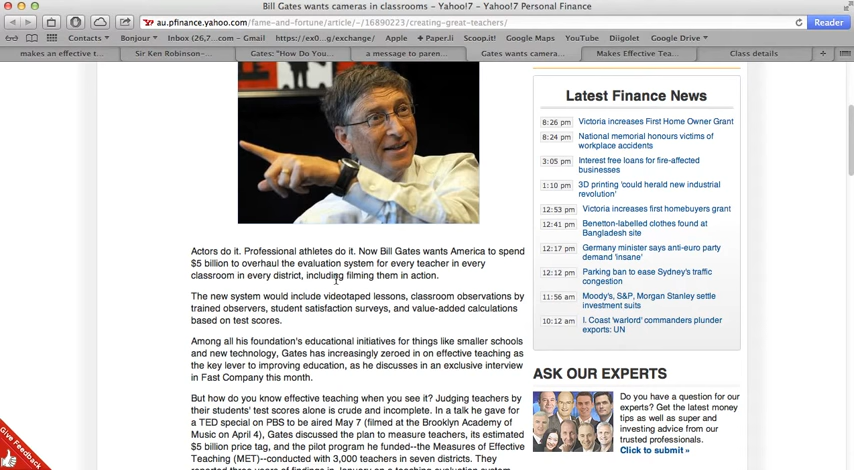 Bill Gates wants cameras in classrooms - Yahoo!7 - Yahoo!7 Personal Finance
au.pfinance.yahoo.com/fame-and-fortune/article/-/16890223/creating-great-teachers/
Reader
Contacts Bonjour Inbox (26,7...com - Gmail https://ex0...g/exchange/ Apple + Paper.li Scoop.it! Google Maps YouTube Diigolet Google Drive
makes an effective t... Sir Ken Robinson-... Gates: "How Do You... a message to paren... Gates wants camera... Makes Effective Tea... Class details
Actors do it. Professional athletes do it. Now Bill Gates wants America to spend
$5 billion to overhaul the evaluation system for every teacher in every
classroom in every district, including filming them in action.
The new system would include videotaped lessons, classroom observations by
trained observers, student satisfaction surveys, and value-added calculations
based on test scores.
Among all his foundation's educational initiatives for things like smaller schools
and new technology, Gates has increasingly zeroed in on effective teaching as
the key lever to improving education, as he discusses in an exclusive interview
in Fast Company this month.
But how do you know effective teaching when you see it? Judging teachers by
their students' test scores alone is crude and incomplete. In a talk he gave for
a TED special on PBS to be aired May 7 (filmed at the Brooklyn Academy of
Music on April 4), Gates discussed the plan to measure teachers, its estimated
$5 billion price tag, and the pilot program he funded--the Measures of Effective
Teaching (MET)--conducted with 3,000 teachers in seven districts. They
Latest Finance News
8:26 pm Victoria increases First Home Owner Grant
8:24 pm National memorial honours victims of
workplace accidents
3:05 pm Interest free loans for fire-affected
businesses
1:10 pm 3D printing 'could herald new industrial
revolution'
12:53 pm Victoria increases first homebuyers grant
12:41 pm Benetton-labelled clothes found at
Bangladesh site
12:17 pm Germany minister says anti-euro party
demand 'insane'
12:12 pm Parking ban to ease Sydney's traffic
congestion
11:56 am Moody's, S&P, Morgan Stanley settle
investment suits
10:12 am I. Coast 'warlord' commanders plunder
exports: UN
ASK OUR EXPERTS
Do you have a question for our
experts? Get the latest money
tips as well as super and
investing advice from our
trusted professionals.
Click to submit »
Give Feedback